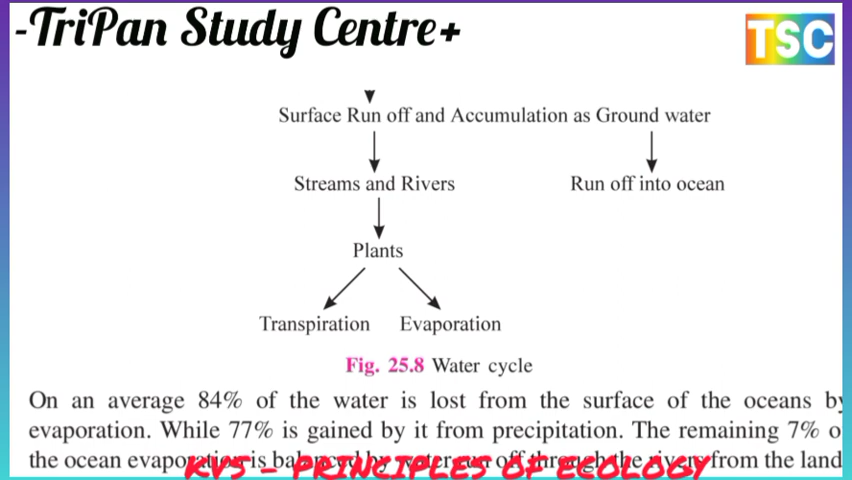 -TriPan Study Centre+
TSC
Surface Run off and Accumulation as Ground water
Streams and Rivers Run off into ocean
Plants
Transpiration Evaporation
Fig. 25.8 Water cycle
On an average 84% of the water is lost from the surface of the oceans by
evaporation. While 77% is gained by it from precipitation. The remaining 7% o
the ocean evaporation is balanced by water run off through the rivers from the land
KVS - PRINCIPLES OF ECOLOGY